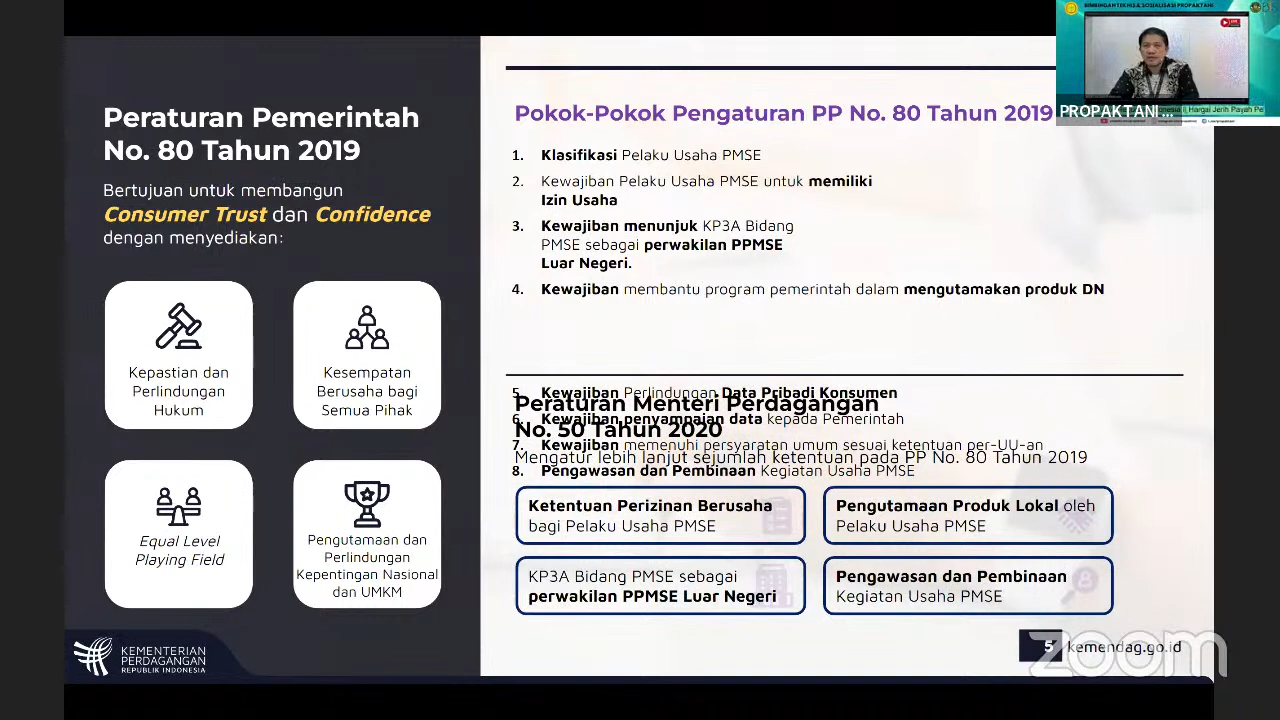 Peraturan Pemerintah
No. 80 Tahun 2019
Bertujuan untuk membangun
Consumer Trust dan Confidence
dengan menyediakan:
Kepastian dan
Perlindungan
Hukum
Kesempatan
Berusaha bagi
Semua Pihak
Equal Level
Playing Field
Pengutamaan dan
Perlindungan
Kepentingan Nasional
dan UMKM
KEMENTERIAN
PERDAGANGAN
REPUBLIK INDONESIA
Pokok-Pokok Pengaturan PP No. 80 Tahun 2019
1. Klasifikasi Pelaku Usaha PMSE
2. Kewajiban Pelaku Usaha PMSE untuk memiliki
Izin Usaha
3. Kewajiban menunjuk KP3A Bidang
PMSE sebagai perwakilan PPMSE
Luar Negeri.
4. Kewajiban membantu program pemerintah dalam mengutamakan produk DN
5. Kewajiban Perlindungan Data Pribadi Konsumen
6. Kewajiban penyampaian data kepada Pemerintah
7. Kewajiban memenuhi persyaratan umum sesuai ketentuan per-UU-an
8. Pengawasan dan Pembinaan Kegiatan Usaha PMSE
Peraturan Menteri Perdagangan
No. 50 Tahun 2020
Mengatur lebih lanjut sejumlah ketentuan pada PP No. 80 Tahun 2019
Ketentuan Perizinan Berusaha
bagi Pelaku Usaha PMSE
Pengutamaan Produk Lokal oleh
Pelaku Usaha PMSE
KP3A Bidang PMSE sebagai
perwakilan PPMSE Luar Negeri
Pengawasan dan Pembinaan
Kegiatan Usaha PMSE
5 kemendag.go.id
zoom
BIMBINGAN TEKNIS & SOSIALISASI PROPAKTANI
PROPAKTANI ...
Hargai Jerih Payah Pe